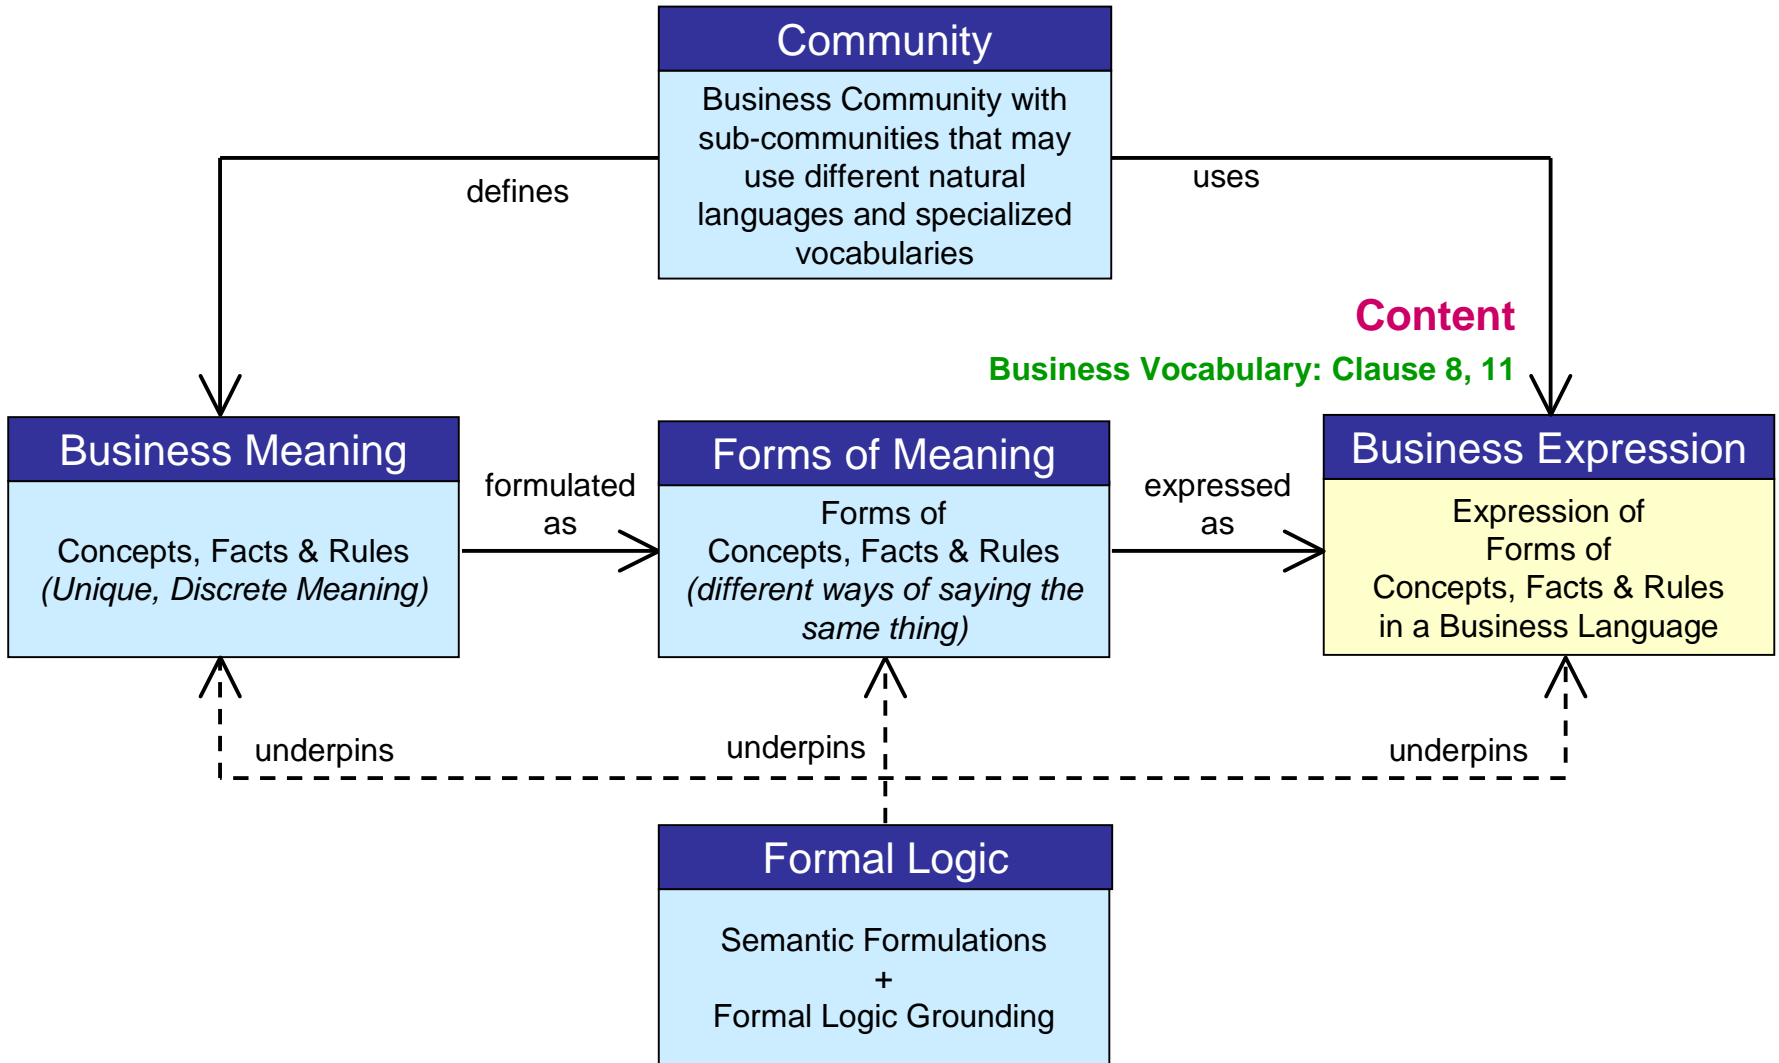 Community
Business Community with
sub-communities that may
use different natural
languages and specialized
vocabularies
defines
uses
Content
Business Vocabulary: Clause 8, 11
Business Meaning
Concepts, Facts & Rules
(Unique, Discrete Meaning)
formulated
as
Forms of Meaning
Forms of
Concepts, Facts & Rules
(different ways of saying the
same thing)
expressed
as
Business Expression
Expression of
Forms of
Concepts, Facts & Rules
in a Business Language
underpins
underpins
underpins
Formal Logic
Semantic Formulations
+
Formal Logic Grounding